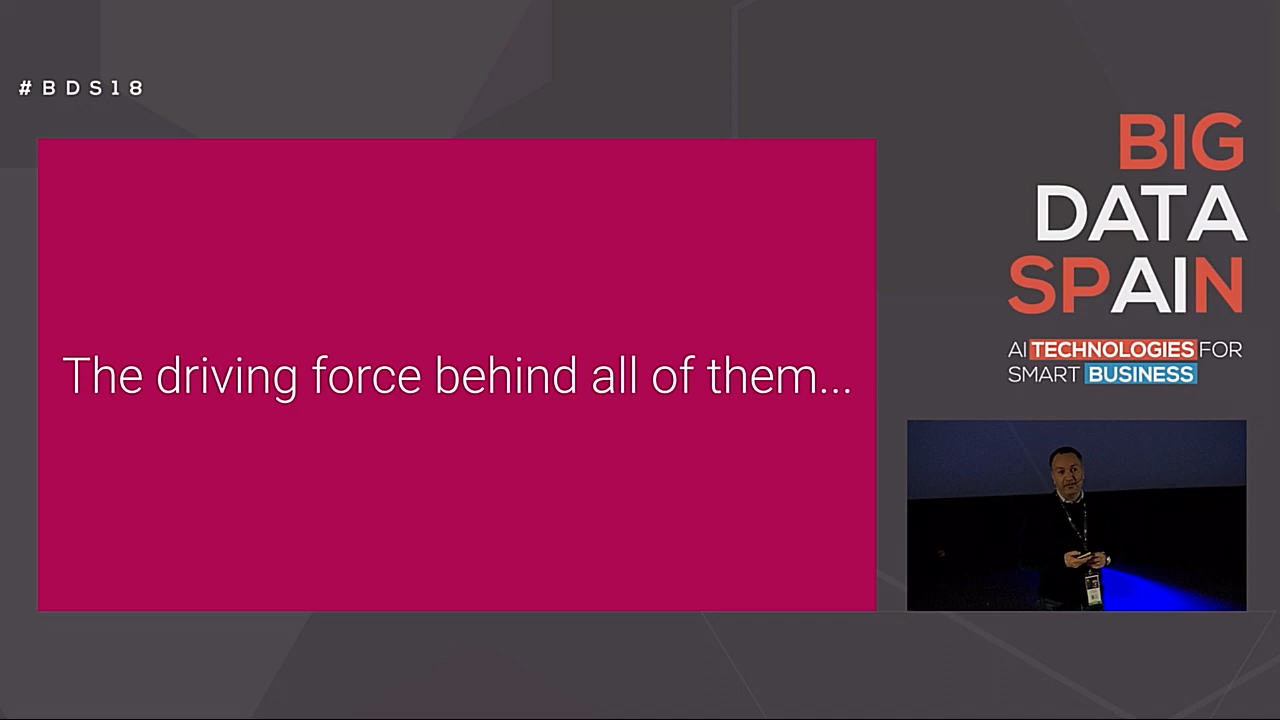 #BDS18
The driving force behind all of them...
BIG
DATA
SPAIN
AI TECHNOLOGIES FOR
SMART BUSINESS